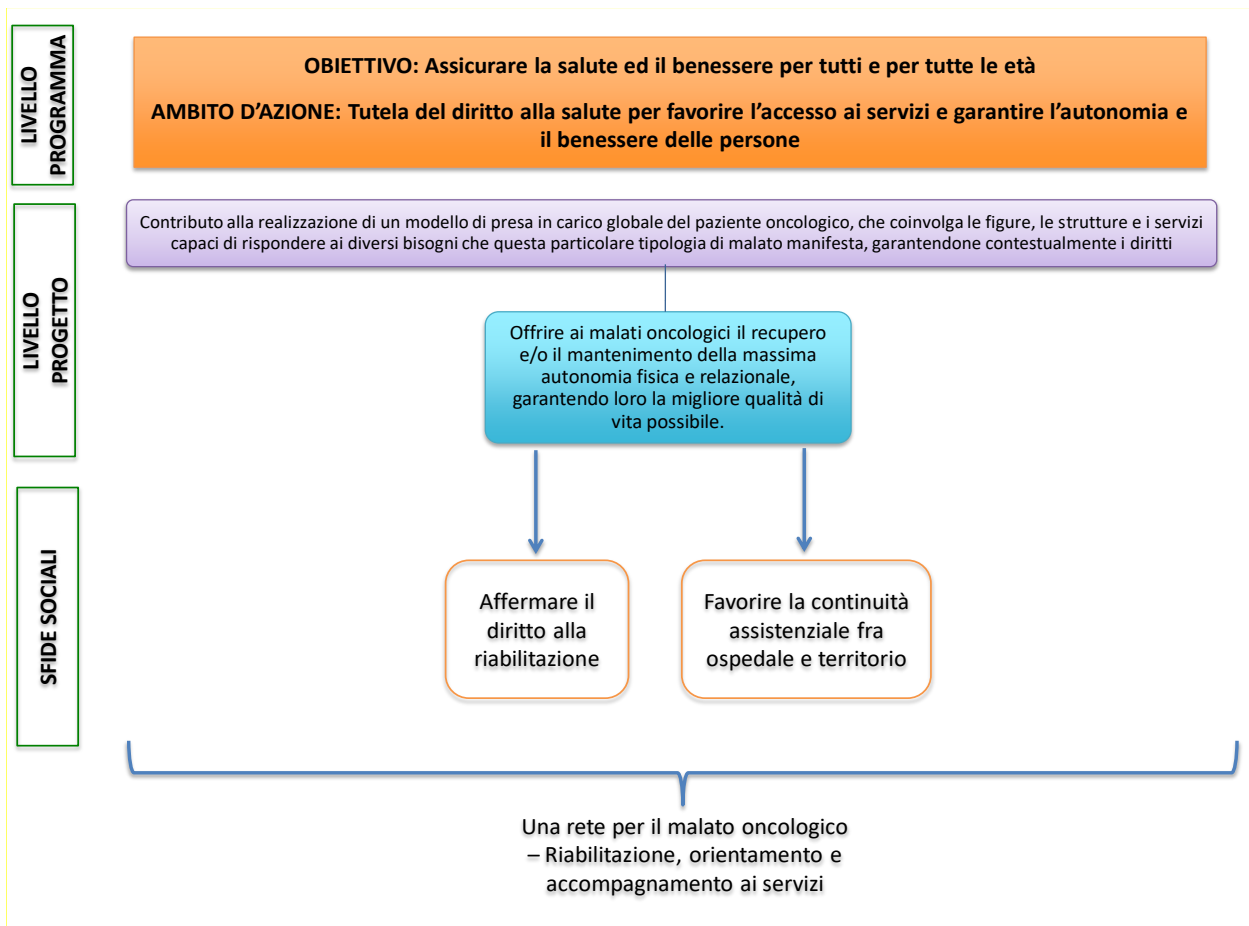 LIVELLO
PROGRAMMA
OBIETTIVO: Assicurare la salute ed il benessere per tutti e per tutte le età
AMBITO D’AZIONE: Tutela del diritto alla salute per favorire l’accesso ai servizi e garantire l’autonomia e
il benessere delle persone
LIVELLO
PROGETTO
Contributo alla realizzazione di un modello di presa in carico globale del paziente oncologico, che coinvolga le figure, le strutture e i servizi
capaci di rispondere ai diversi bisogni che questa particolare tipologia di malato manifesta, garantendone contestualmente i diritti
Offrire ai malati oncologici il recupero
e/o il mantenimento della massima
autonomia fisica e relazionale,
garantendo loro la migliore qualità di
vita possibile.
SFIDE SOCIALI
Affermare il
diritto alla
riabilitazione
Favorire la continuità
assistenziale fra
ospedale e territorio
Una rete per il malato oncologico
– Riabilitazione, orientamento e
accompagnamento ai servizi